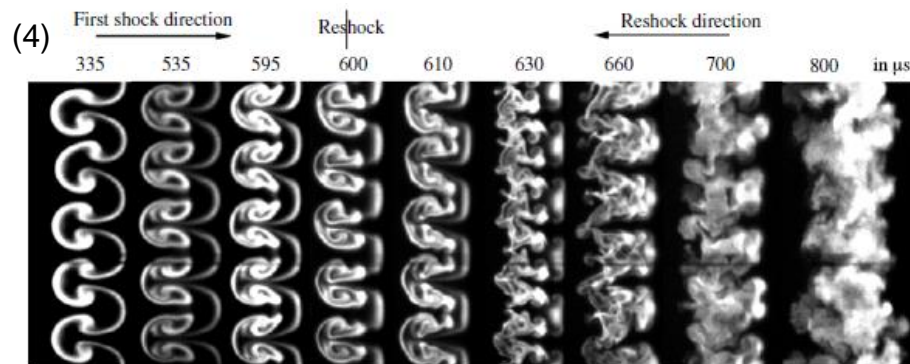 (4)
First shock direction Reshock Reshock direction
335 535 595 600 610 630 660 700 800 in μs